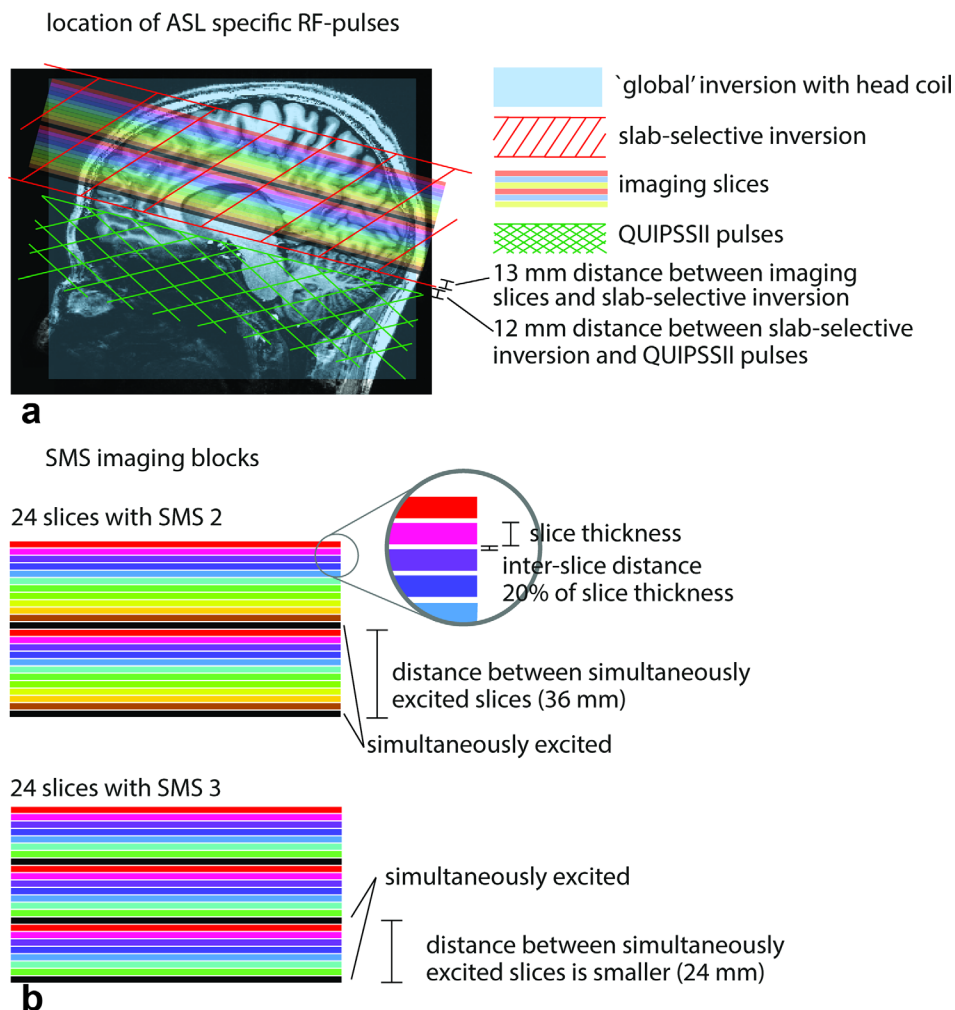 location of ASL specific RF-pulses
`global' inversion with head coil
slab-selective inversion
imaging slices
QUIPSSII pulses
13 mm distance between imaging
slices and slab-selective inversion
12 mm distance between slab-selective
inversion and QUIPSSII pulses
a
SMS imaging blocks
24 slices with SMS 2
slice thickness
inter-slice distance
20% of slice thickness
distance between simultaneously
excited slices (36 mm)
simultaneously excited
24 slices with SMS 3
simultaneously excited
distance between simultaneously
excited slices is smaller (24 mm)
b